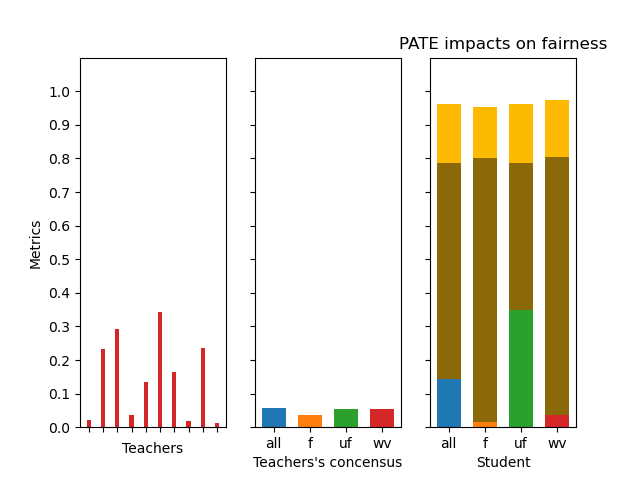 PATE impacts on fairness
Metrics
1.0
0.9
0.8
0.7
0.6
0.5
0.4
0.3
0.2
0.1
0.0
Teachers
all f uf wv
Teachers's concensus
all f uf wv
Student